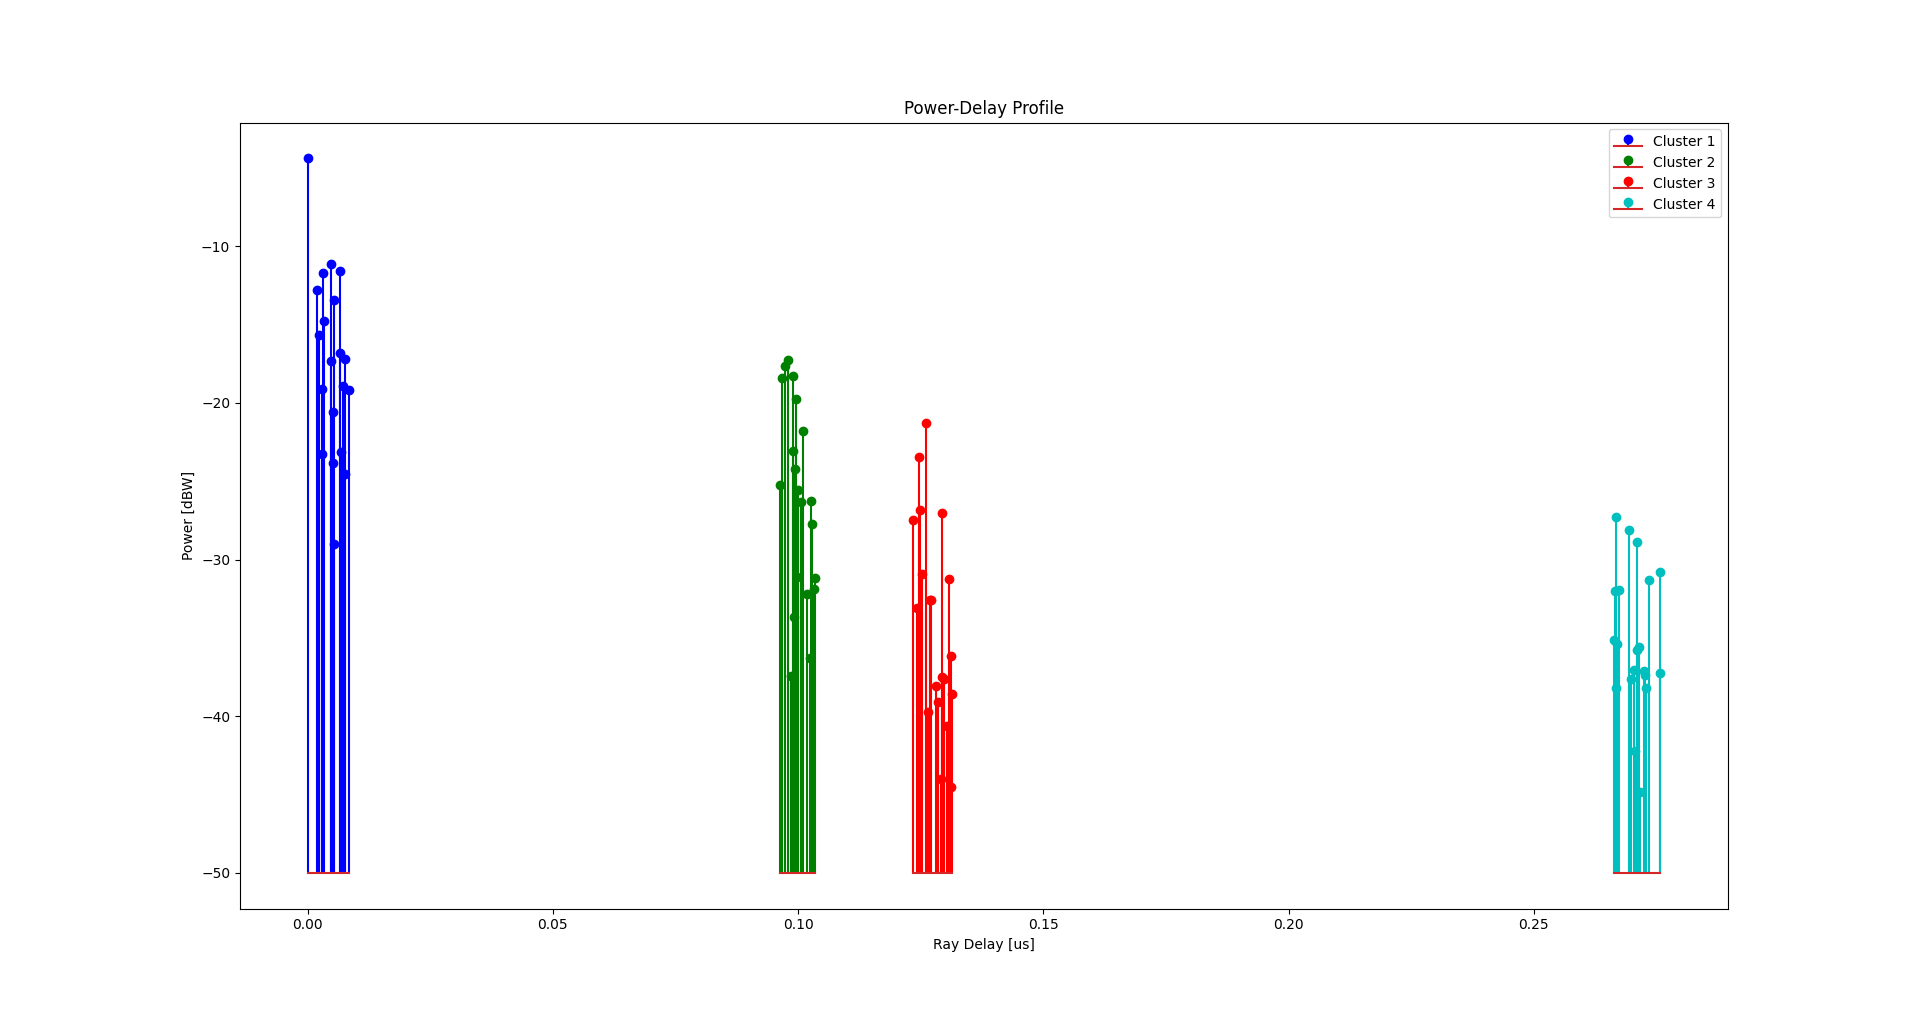 Power-Delay Profile
Cluster 1
Cluster 2
Cluster 3
Cluster 4
−10
−20
−30
−40
−50
Power [dBW]
0.00 0.05 0.10 0.15 0.20 0.25
Ray Delay [us]